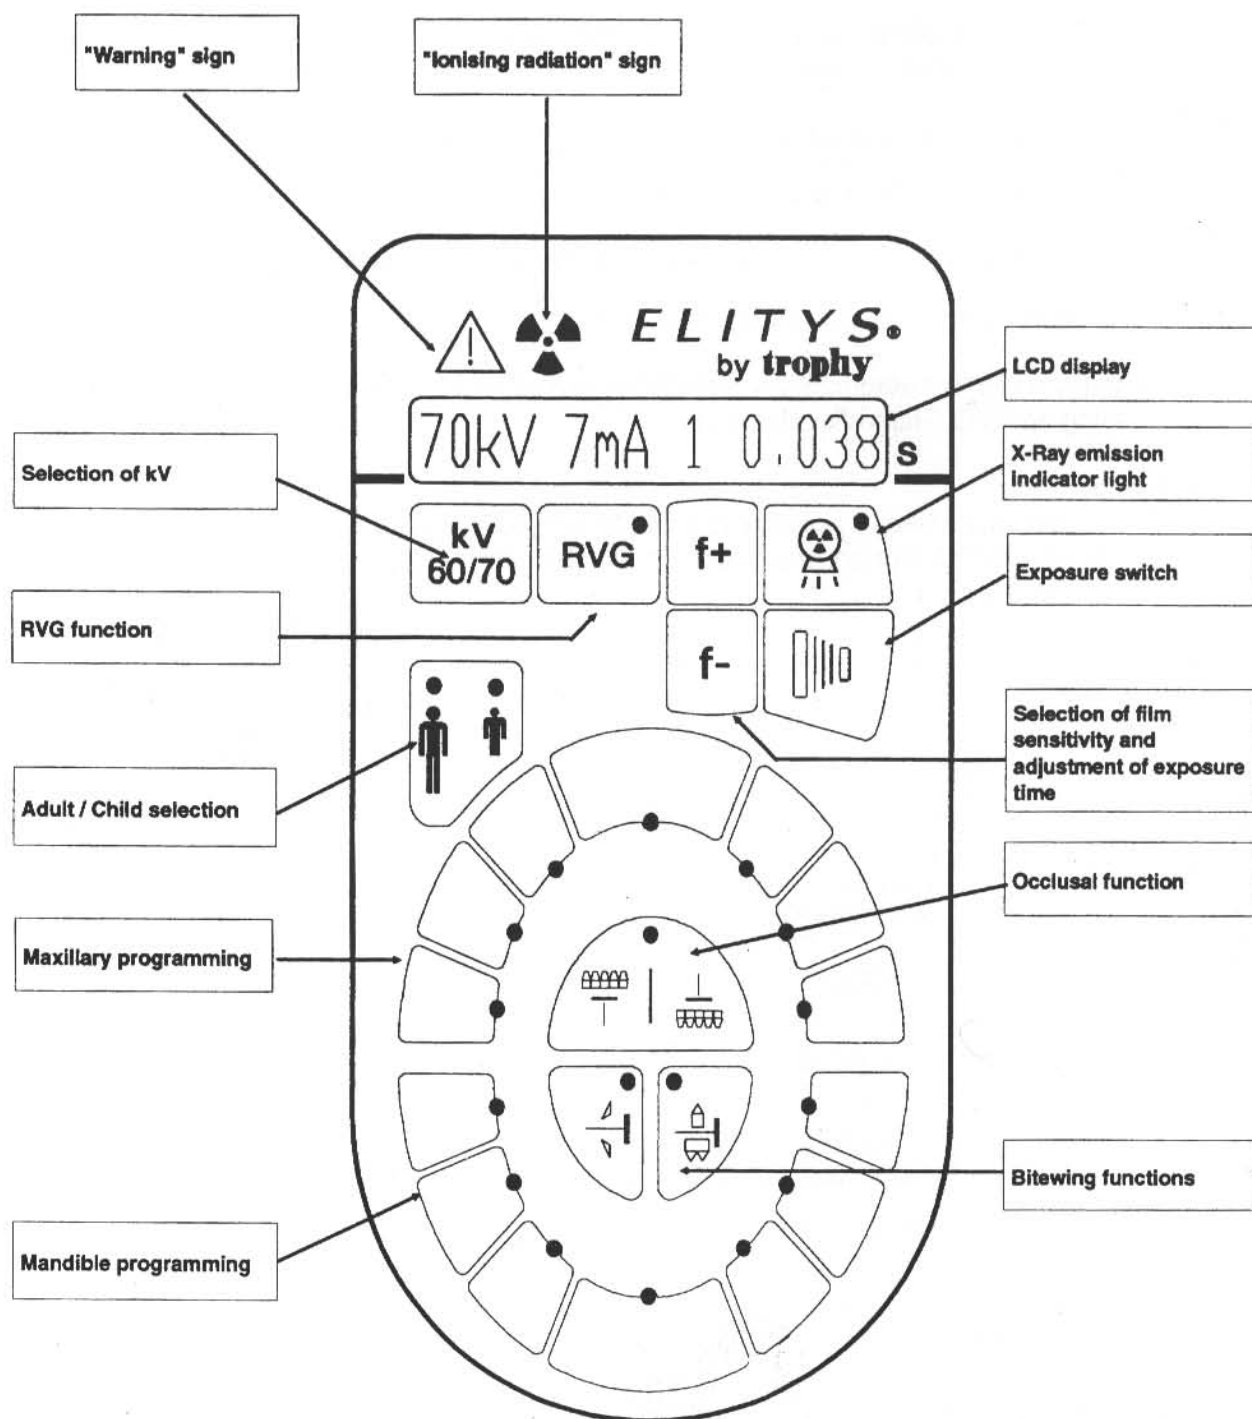 "Warning" sign
"Ionising radiation" sign
ELITYS®
by trophy
LCD display
70kV 7mA 1 0.038 s
Selection of kV
X-Ray emission
indicator light
kV
60/70
RVG
f+
Exposure switch
RVG function
f-
Selection of film
sensitivity and
adjustment of exposure
time
Adult / Child selection
Occlusal function
Maxillary programming
Bitewing functions
Mandible programming